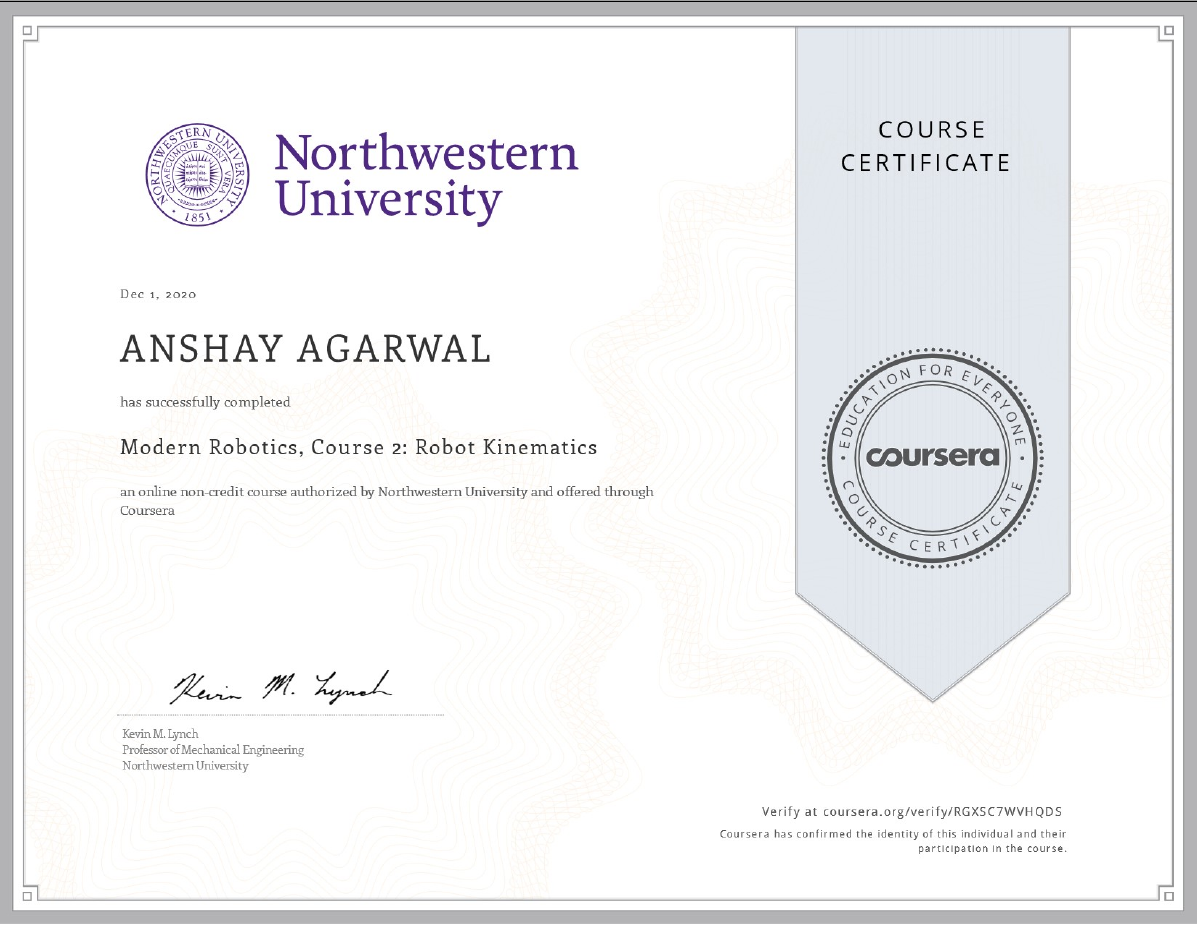 NORTHWESTERN UNIVERSITY
QUAECUMQUE SUNT VERA
1851
Northwestern
University
COURSE
CERTIFICATE
Dec 1, 2020
ANSHAY AGARWAL
has successfully completed
Modern Robotics, Course 2: Robot Kinematics
an online non-credit course authorized by Northwestern University and offered through
Coursera
EDUCATION FOR EVERYONE
coursera
COURSE CERTIFICATE
Kevin M. Lynch
Kevin M. Lynch
Professor of Mechanical Engineering
Northwestern University
Verify at coursera.org/verify/RGXSC7WVHQDS
Coursera has confirmed the identity of this individual and their
participation in the course.